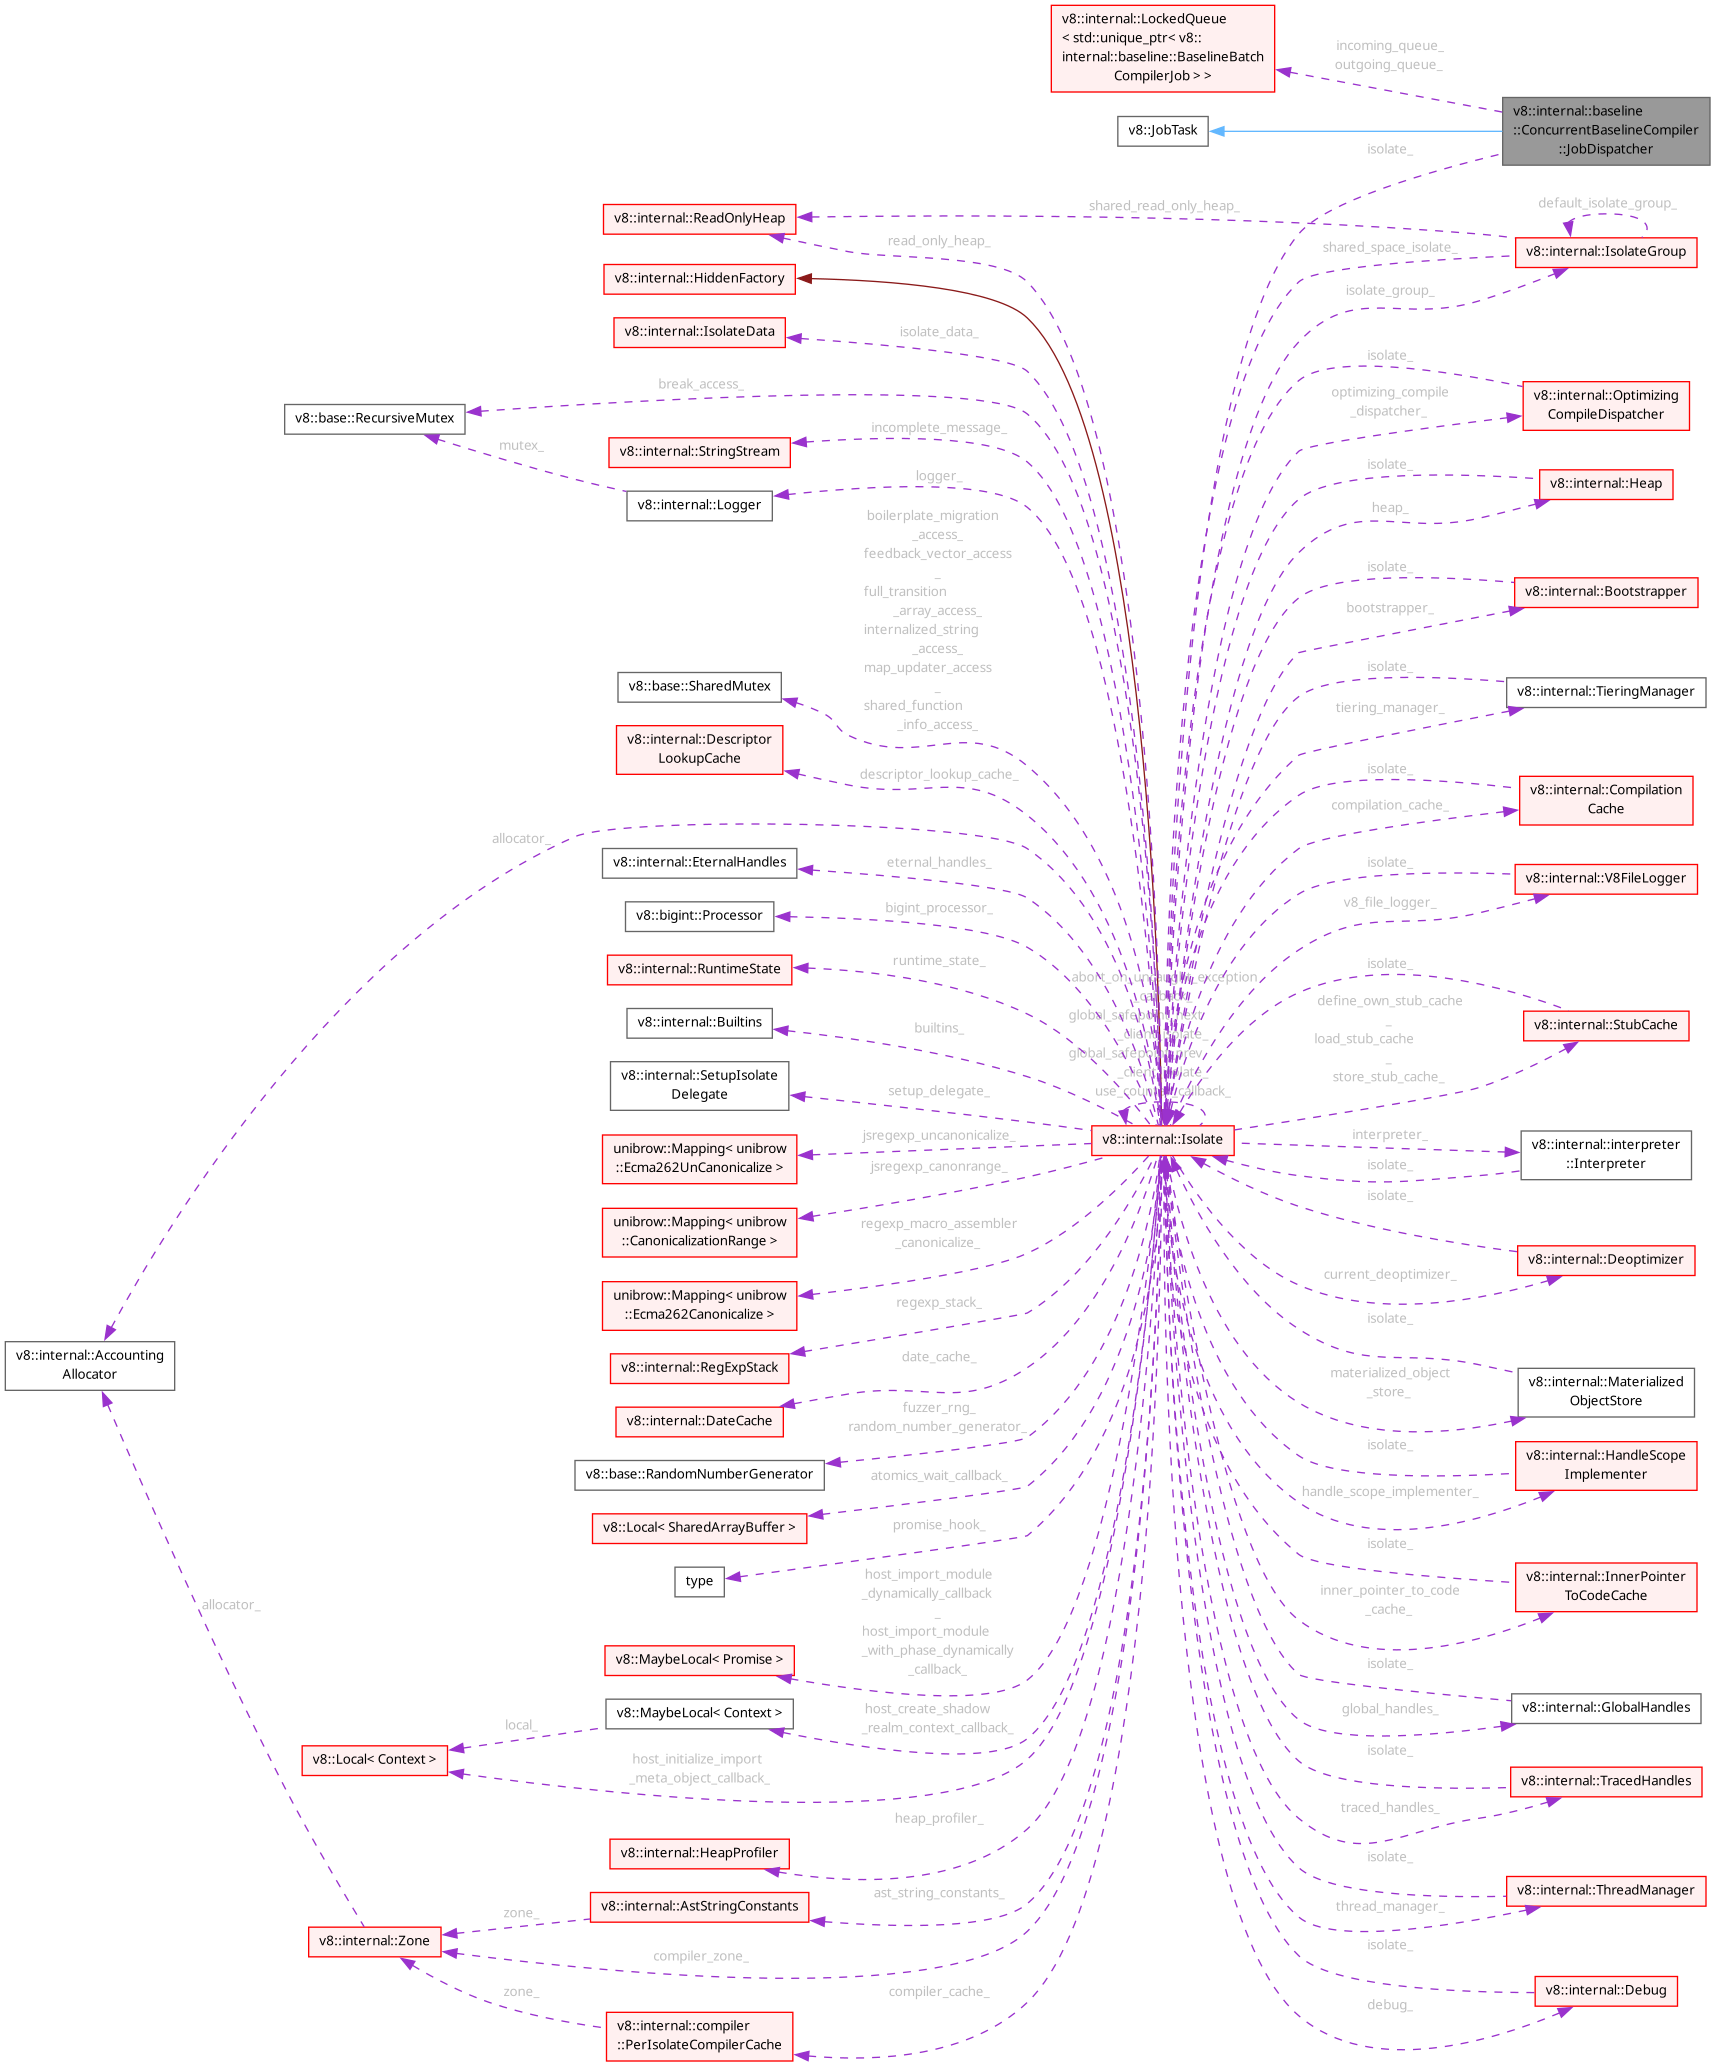 v8::internal::LockedQueue
< std::unique_ptr< v8::
internal::baseline::BaselineBatch
CompilerJob > >
incoming_queue_
outgoing_queue_
v8::internal::baseline
::ConcurrentBaselineCompiler
::JobDispatcher
v8::JobTask
isolate_
v8::internal::ReadOnlyHeap
shared_read_only_heap_
default_isolate_group_
read_only_heap_
shared_space_isolate_
v8::internal::IsolateGroup
v8::internal::HiddenFactory
isolate_group_
v8::internal::IsolateData
isolate_data_
isolate_
break_access_
optimizing_compile
_dispatcher_
v8::internal::Optimizing
CompileDispatcher
v8::base::RecursiveMutex
mutex_
incomplete_message_
v8::internal::StringStream
isolate_
v8::internal::Heap
logger_
v8::internal::Logger
heap_
boilerplate_migration
_access_
feedback_vector_access
_
full_transition
_array_access_
internalized_string
_access_
map_updater_access
_
shared_function
_info_access_
isolate_
v8::internal::Bootstrapper
bootstrapper_
v8::base::SharedMutex
isolate_
v8::internal::TieringManager
tiering_manager_
v8::internal::Descriptor
LookupCache
descriptor_lookup_cache_
isolate_
v8::internal::Compilation
Cache
compilation_cache_
allocator_
v8::internal::EternalHandles
eternal_handles_
isolate_
v8::internal::V8FileLogger
v8_file_logger_
v8::bigint::Processor
bigint_processor_
v8::internal::RuntimeState
runtime_state_
isolate_
abort_on_uncaught_exception
_callback_
global_safepoint_next
_client_isolate_
global_safepoint_prev
_client_isolate_
use_counter_callback_
define_own_stub_cache
_
load_stub_cache
_
store_stub_cache_
v8::internal::StubCache
v8::internal::Builtins
builtins_
v8::internal::SetupIsolate
Delegate
setup_delegate_
v8::internal::Isolate
unibrow::Mapping< unibrow
::Ecma262UnCanonicalize >
jsregexp_uncanonicalize_
interpreter_
isolate_
v8::internal::interpreter
::Interpreter
jsregexp_canonrange_
unibrow::Mapping< unibrow
::CanonicalizationRange >
isolate_
regexp_macro_assembler
_canonicalize_
v8::internal::Deoptimizer
current_deoptimizer_
unibrow::Mapping< unibrow
::Ecma262Canonicalize >
regexp_stack_
isolate_
v8::internal::Accounting
Allocator
v8::internal::RegExpStack
date_cache_
materialized_object
_store_
v8::internal::Materialized
ObjectStore
v8::internal::DateCache
fuzzer_rng_
random_number_generator_
isolate_
v8::internal::HandleScope
Implementer
v8::base::RandomNumberGenerator
atomics_wait_callback_
handle_scope_implementer_
v8::Local< SharedArrayBuffer >
promise_hook_
isolate_
type
v8::internal::InnerPointer
ToCodeCache
inner_pointer_to_code
_cache_
allocator_
host_import_module
_dynamically_callback
_
host_import_module
_with_phase_dynamically
_callback_
v8::MaybeLocal< Promise >
isolate_
v8::MaybeLocal< Context >
host_create_shadow
_realm_context_callback_
global_handles_
v8::internal::GlobalHandles
local_
v8::Local< Context >
host_initialize_import
_meta_object_callback_
isolate_
v8::internal::TracedHandles
traced_handles_
heap_profiler_
v8::internal::HeapProfiler
isolate_
v8::internal::ThreadManager
thread_manager_
v8::internal::AstStringConstants
ast_string_constants_
zone_
v8::internal::Zone
compiler_zone_
isolate_
v8::internal::Debug
debug_
zone_
compiler_cache_
v8::internal::compiler
::PerIsolateCompilerCache